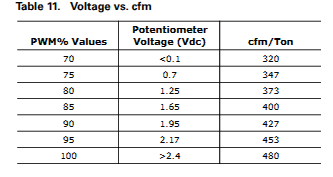 Table 11. Voltage vs. cfm
PWM% Values Potentiometer Voltage (Vdc) cfm/Ton
70 <0.1 320
75 0.7 347
80 1.25 373
85 1.65 400
90 1.95 427
95 2.17 453
100 >2.4 480